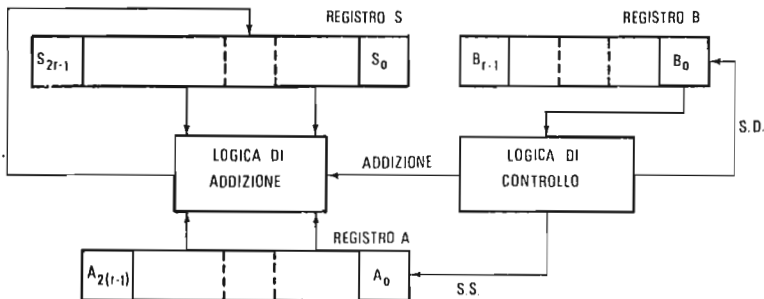 REGISTRO S
REGISTRO B
S2r-1
S0
Br-1
B0
S.D.
LOGICA DI
ADDIZIONE
ADDIZIONE
LOGICA DI
CONTROLLO
REGISTRO A
A2(r-1)
A0
S.S.